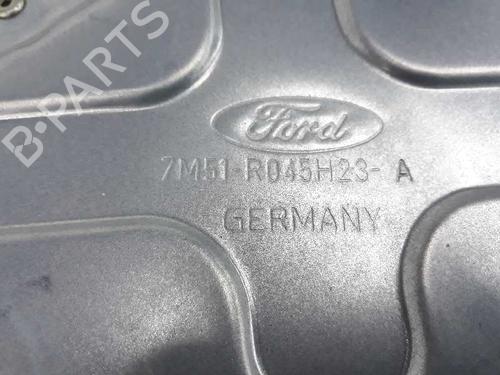 B-PARTS
Ford
7M51-R045H23- A
GERMANY